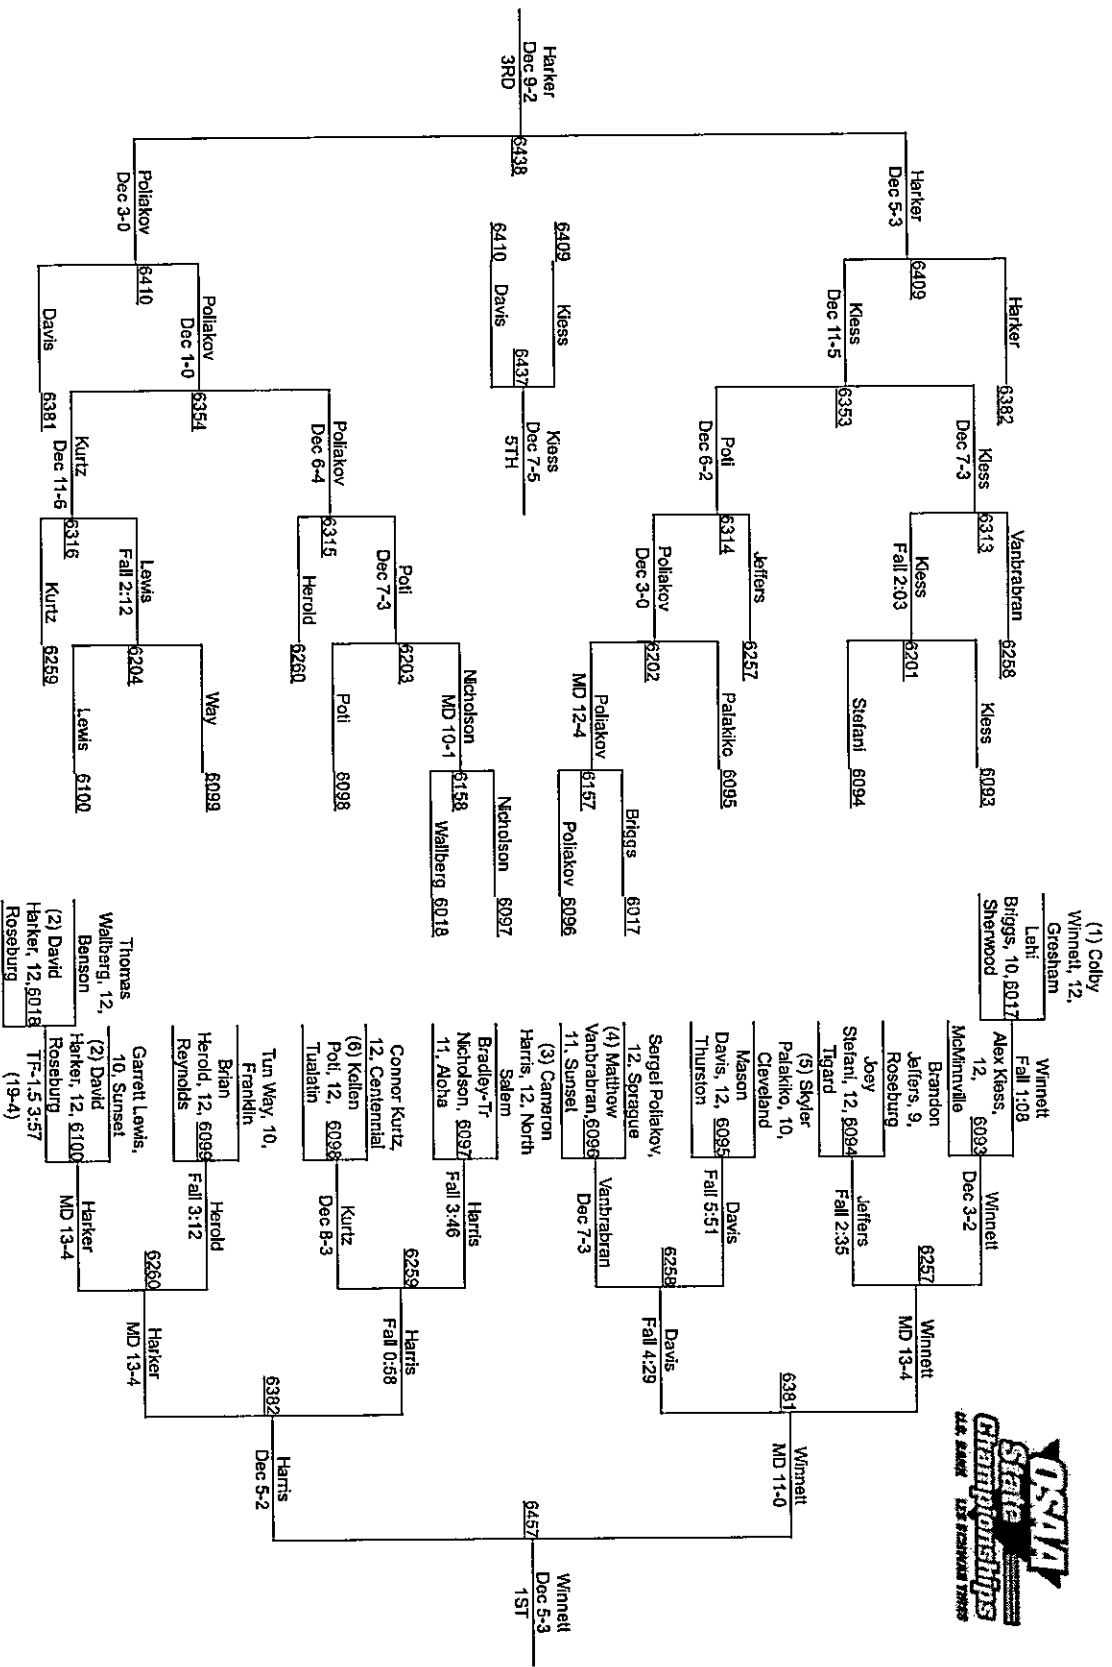 OSAA
State
Championships
U.S. BANK LES SCHWAB TIRES
(1) Colby
Winnett, 12,
Gresham
Lehi
Briggs, 10, 6017
Sherwood
Winnett
Fall 1:08
Alex Kiess,
12, 6093
McMinnville
Winnett
Dec 3-2
Brandon
Jeffers, 9,
Roseburg
Joey
Stefani, 12, 6094
Tigard
Jeffers
Fall 2:35
6257
Winnett
MD 13-4
(5) Skyler
Palakiko, 10,
Cleveland
Mason
Davis, 12, 6095
Thurston
Davis
Fall 5:51
Sergei Poliakov,
12, Sprague
(4) Matthow
Vanbrabran, 6096
11, Sunset
Vanbrabran
Dec 7-3
6258
Davis
Fall 4:29
6381
Winnett
MD 11-0
(3) Cameron
Harris, 12, North
Salem
Bradley-Tr
Nicholson, 6097
11, Aloha
Harris
Fall 3:46
Connor Kurtz,
12, Centennial
(6) Kellen
Poti, 12, 6098
Tualatin
Kurtz
Dec 8-3
6259
Harris
Fall 0:58
Tun Way, 10,
Franklin
Brian
Herold, 12, 6099
Reynolds
Herold
Fall 3:12
Garrett Lewis,
10, Sunset
(2) David
Harker, 12, 6100
Roseburg
TF-1.5 3:57
(19-4)
Thomas
Wallberg, 12,
Benson
(2) David
Harker, 12, 6018
Roseburg
Harker
MD 13-4
6260
Harker
MD 13-4
6382
Harris
Dec 5-2
6457
Winnett
Dec 5-3
1ST
Harker 6382
Harker
Dec 5-3
6409
Kiess
Dec 11-5
6353
Kiess
Dec 7-3
6313
Vanbrabran 6258
Kiess
Fall 2:03
6201
Kless 6093
Stefani 6094
Poti
Dec 6-2
6314
Jeffers 6257
Poliakov
Dec 3-0
6202
Palakiko 6095
Poliakov
MD 12-4
6157
Briggs 6017
Poliakov 6096
6409 Kiess
6410 Davis
6437
Kiess
Dec 7-5
5TH
Harker
Dec 9-2
3RD
6438
Poliakov
Dec 3-0
6410
Poliakov
Dec 1-0
6354
Poliakov
Dec 6-4
6315
Poti
Dec 7-3
6203
Nicholson
MD 10-1
6158
Nicholson 6097
Wallberg 6018
Poti 6098
Herold 6260
Kurtz
Dec 11-6
6316
Lewis
Fall 2:12
6204
Way 6099
Lewis 6100
Kurtz 6259
Davis 6381